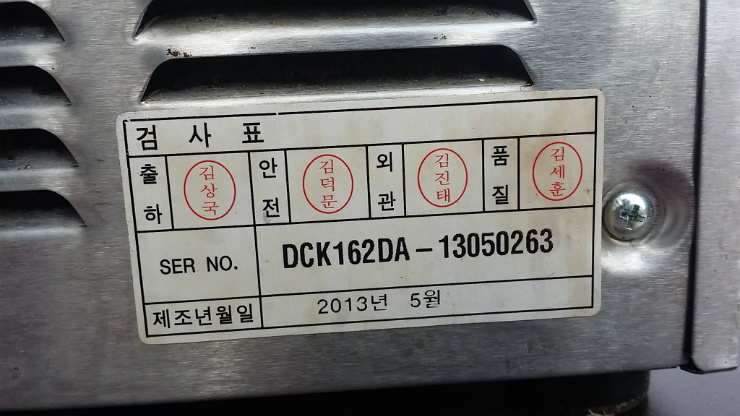 검사표
출하 김상국 안전 김덕문 외관 김진태 품질 김세훈
SER NO. DCK162DA-13050263
제조년월일 2013년 5월